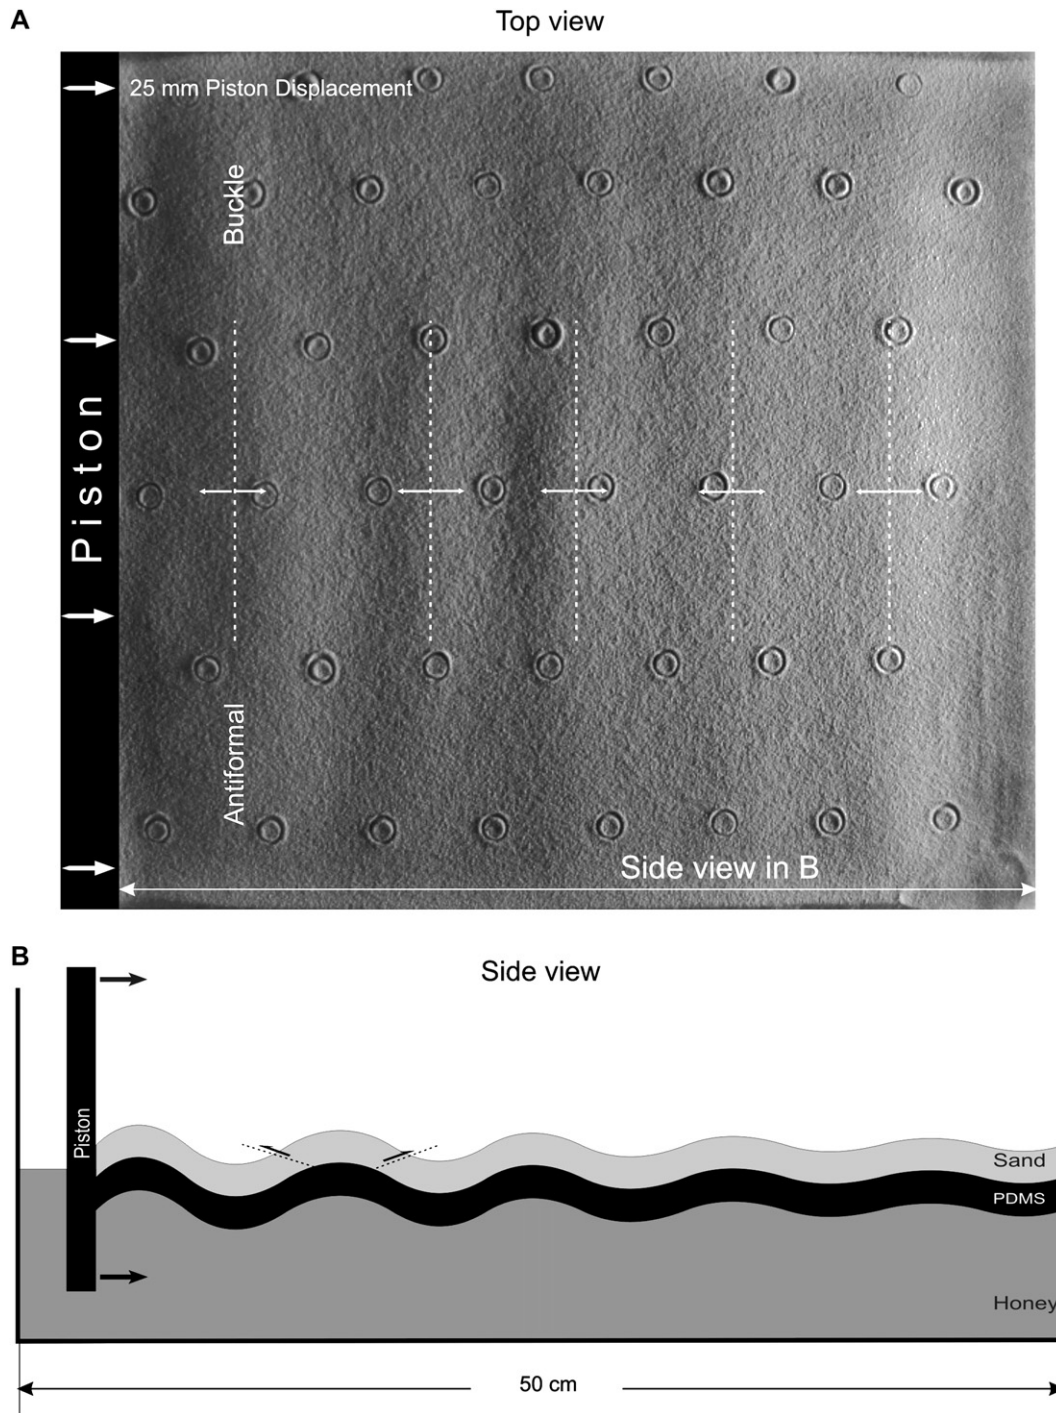 A
Top view
25 mm Piston Displacement
Buckle
Piston
Antiformal
Side view in B
B
Side view
Piston
Sand
PDMS
Honey
50 cm